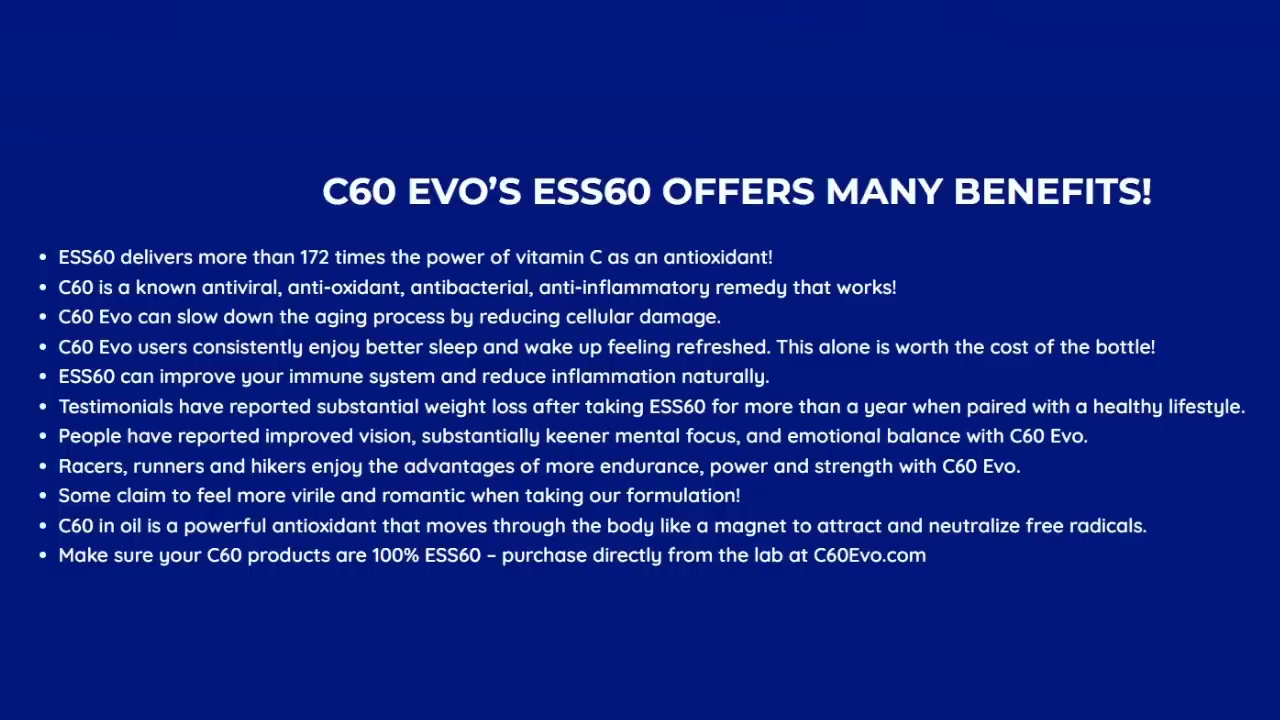 C60 EVO’S ESS60 OFFERS MANY BENEFITS!
• ESS60 delivers more than 172 times the power of vitamin C as an antioxidant!
• C60 is a known antiviral, anti-oxidant, antibacterial, anti-inflammatory remedy that works!
• C60 Evo can slow down the aging process by reducing cellular damage.
• C60 Evo users consistently enjoy better sleep and wake up feeling refreshed. This alone is worth the cost of the bottle!
• ESS60 can improve your immune system and reduce inflammation naturally.
• Testimonials have reported substantial weight loss after taking ESS60 for more than a year when paired with a healthy lifestyle.
• People have reported improved vision, substantially keener mental focus, and emotional balance with C60 Evo.
• Racers, runners and hikers enjoy the advantages of more endurance, power and strength with C60 Evo.
• Some claim to feel more virile and romantic when taking our formulation!
• C60 in oil is a powerful antioxidant that moves through the body like a magnet to attract and neutralize free radicals.
• Make sure your C60 products are 100% ESS60 – purchase directly from the lab at C60Evo.com